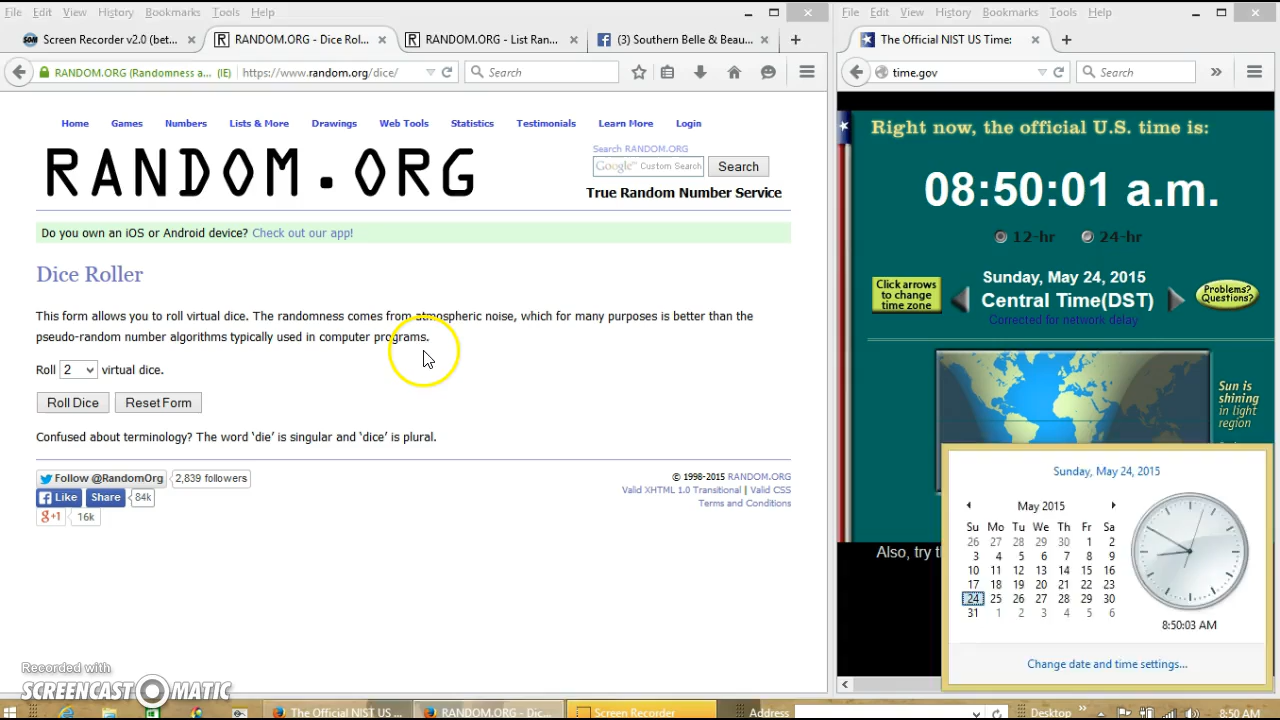 File Edit View History Bookmarks Tools Help
Screen Recorder v2.0 (bet...
RANDOM.ORG - Dice Rol...
RANDOM.ORG - List Ran...
(3) Southern Belle & Beau...
RANDOM.ORG (Randomness a... (IE) https://www.random.org/dice/
Search
Home Games Numbers Lists & More Drawings Web Tools Statistics Testimonials Learn More Login
RANDOM.ORG
Search RANDOM.ORG
Google™ Custom Search Search
True Random Number Service
Do you own an iOS or Android device? Check out our app!
Dice Roller
This form allows you to roll virtual dice. The randomness comes from atmospheric noise, which for many purposes is better than the
pseudo-random number algorithms typically used in computer programs.
Roll 2 virtual dice.
Roll Dice Reset Form
Confused about terminology? The word ‘die’ is singular and ‘dice’ is plural.
Follow @RandomOrg 2,839 followers
Like Share 84k
g+1 16k
© 1998-2015 RANDOM.ORG
Valid XHTML 1.0 Transitional | Valid CSS
Terms and Conditions
Recorded with
SCREENCAST MATIC
File Edit View History Bookmarks Tools Help
The Official NIST US Time:
time.gov
Search
Right now, the official U.S. time is:
08:50:01 a.m.
12-hr 24-hr
Click arrows
to change
time zone
Sunday, May 24, 2015
Central Time(DST)
Corrected for network delay
Problems?
Questions?
Sun is
shining
in light
region
Also, try th
Sunday, May 24, 2015
May 2015
Su Mo Tu We Th Fr Sa
26 27 28 29 30 1 2
3 4 5 6 7 8 9
10 11 12 13 14 15 16
17 18 19 20 21 22 23
24 25 26 27 28 29 30
31 1 2 3 4 5 6
8:50:03 AM
Change date and time settings...
The Official NIST US ...
RANDOM.ORG - Dic...
Screen Recorder
Address
Desktop
8:50 AM